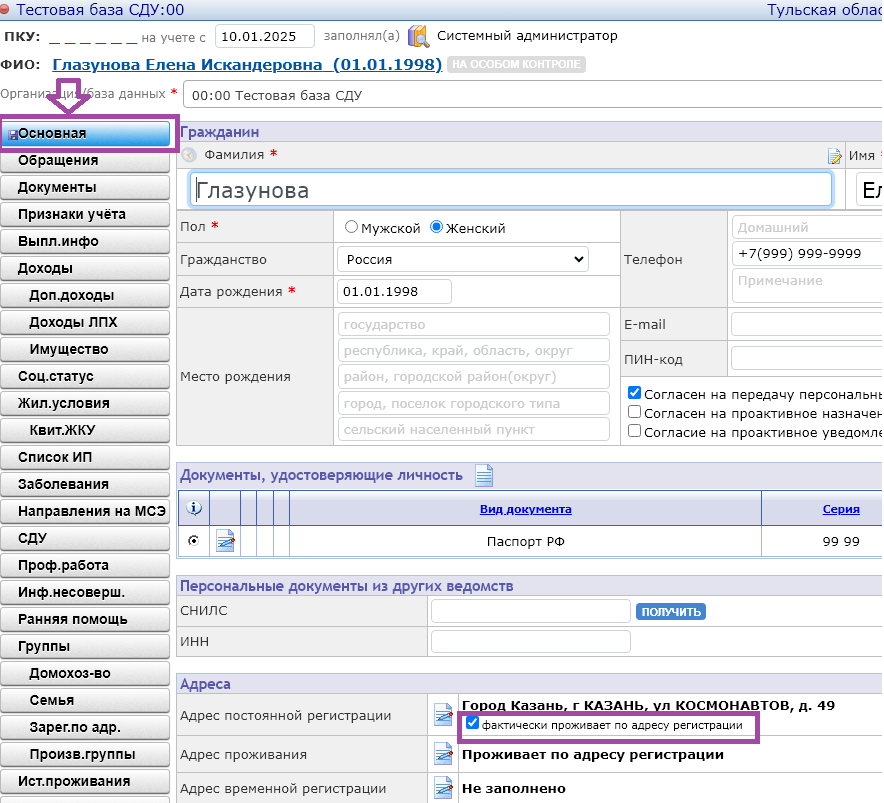 Тестовая база СДУ:00 Тульская облас
ПКУ: _ _ _ _ _ _ на учете с 10.01.2025 заполнял(а) Системный администратор
ФИО: Глазунова Елена Искандеровна (01.01.1998) НА ОСОБОМ КОНТРОЛЕ
Организация/база данных * 00:00 Тестовая база СДУ
Основная
Обращения
Документы
Признаки учёта
Выпл.инфо
Доходы
Доп.доходы
Доходы ЛПХ
Имущество
Соц.статус
Жил.условия
Квит.ЖКУ
Список ИП
Заболевания
Направления на МСЭ
СДУ
Проф.работа
Инф.несоверш.
Ранняя помощь
Группы
Домохоз-во
Семья
Зарег.по адр.
Произв.группы
Ист.проживания
Гражданин
Фамилия * Имя *
Глазунова Ел
Пол * Мужской Женский
Гражданство Россия
Дата рождения * 01.01.1998
Место рождения
государство
республика, край, область, округ
район, городской район(округ)
город, поселок городского типа
сельский населенный пункт
Телефон
Домашний
+7(999) 999-9999
Примечание
E-mail
ПИН-код
Согласен на передачу персональны
Согласен на проактивное назначен
Согласие на проактивное уведомле
Документы, удостоверяющие личность
Вид документа Серия
Паспорт РФ 99 99
Персональные документы из других ведомств
СНИЛС ПОЛУЧИТЬ
ИНН
Адреса
Адрес постоянной регистрации Город Казань, г КАЗАНЬ, ул КОСМОНАВТОВ, д. 49
фактически проживает по адресу регистрации
Адрес проживания Проживает по адресу регистрации
Адрес временной регистрации Не заполнено